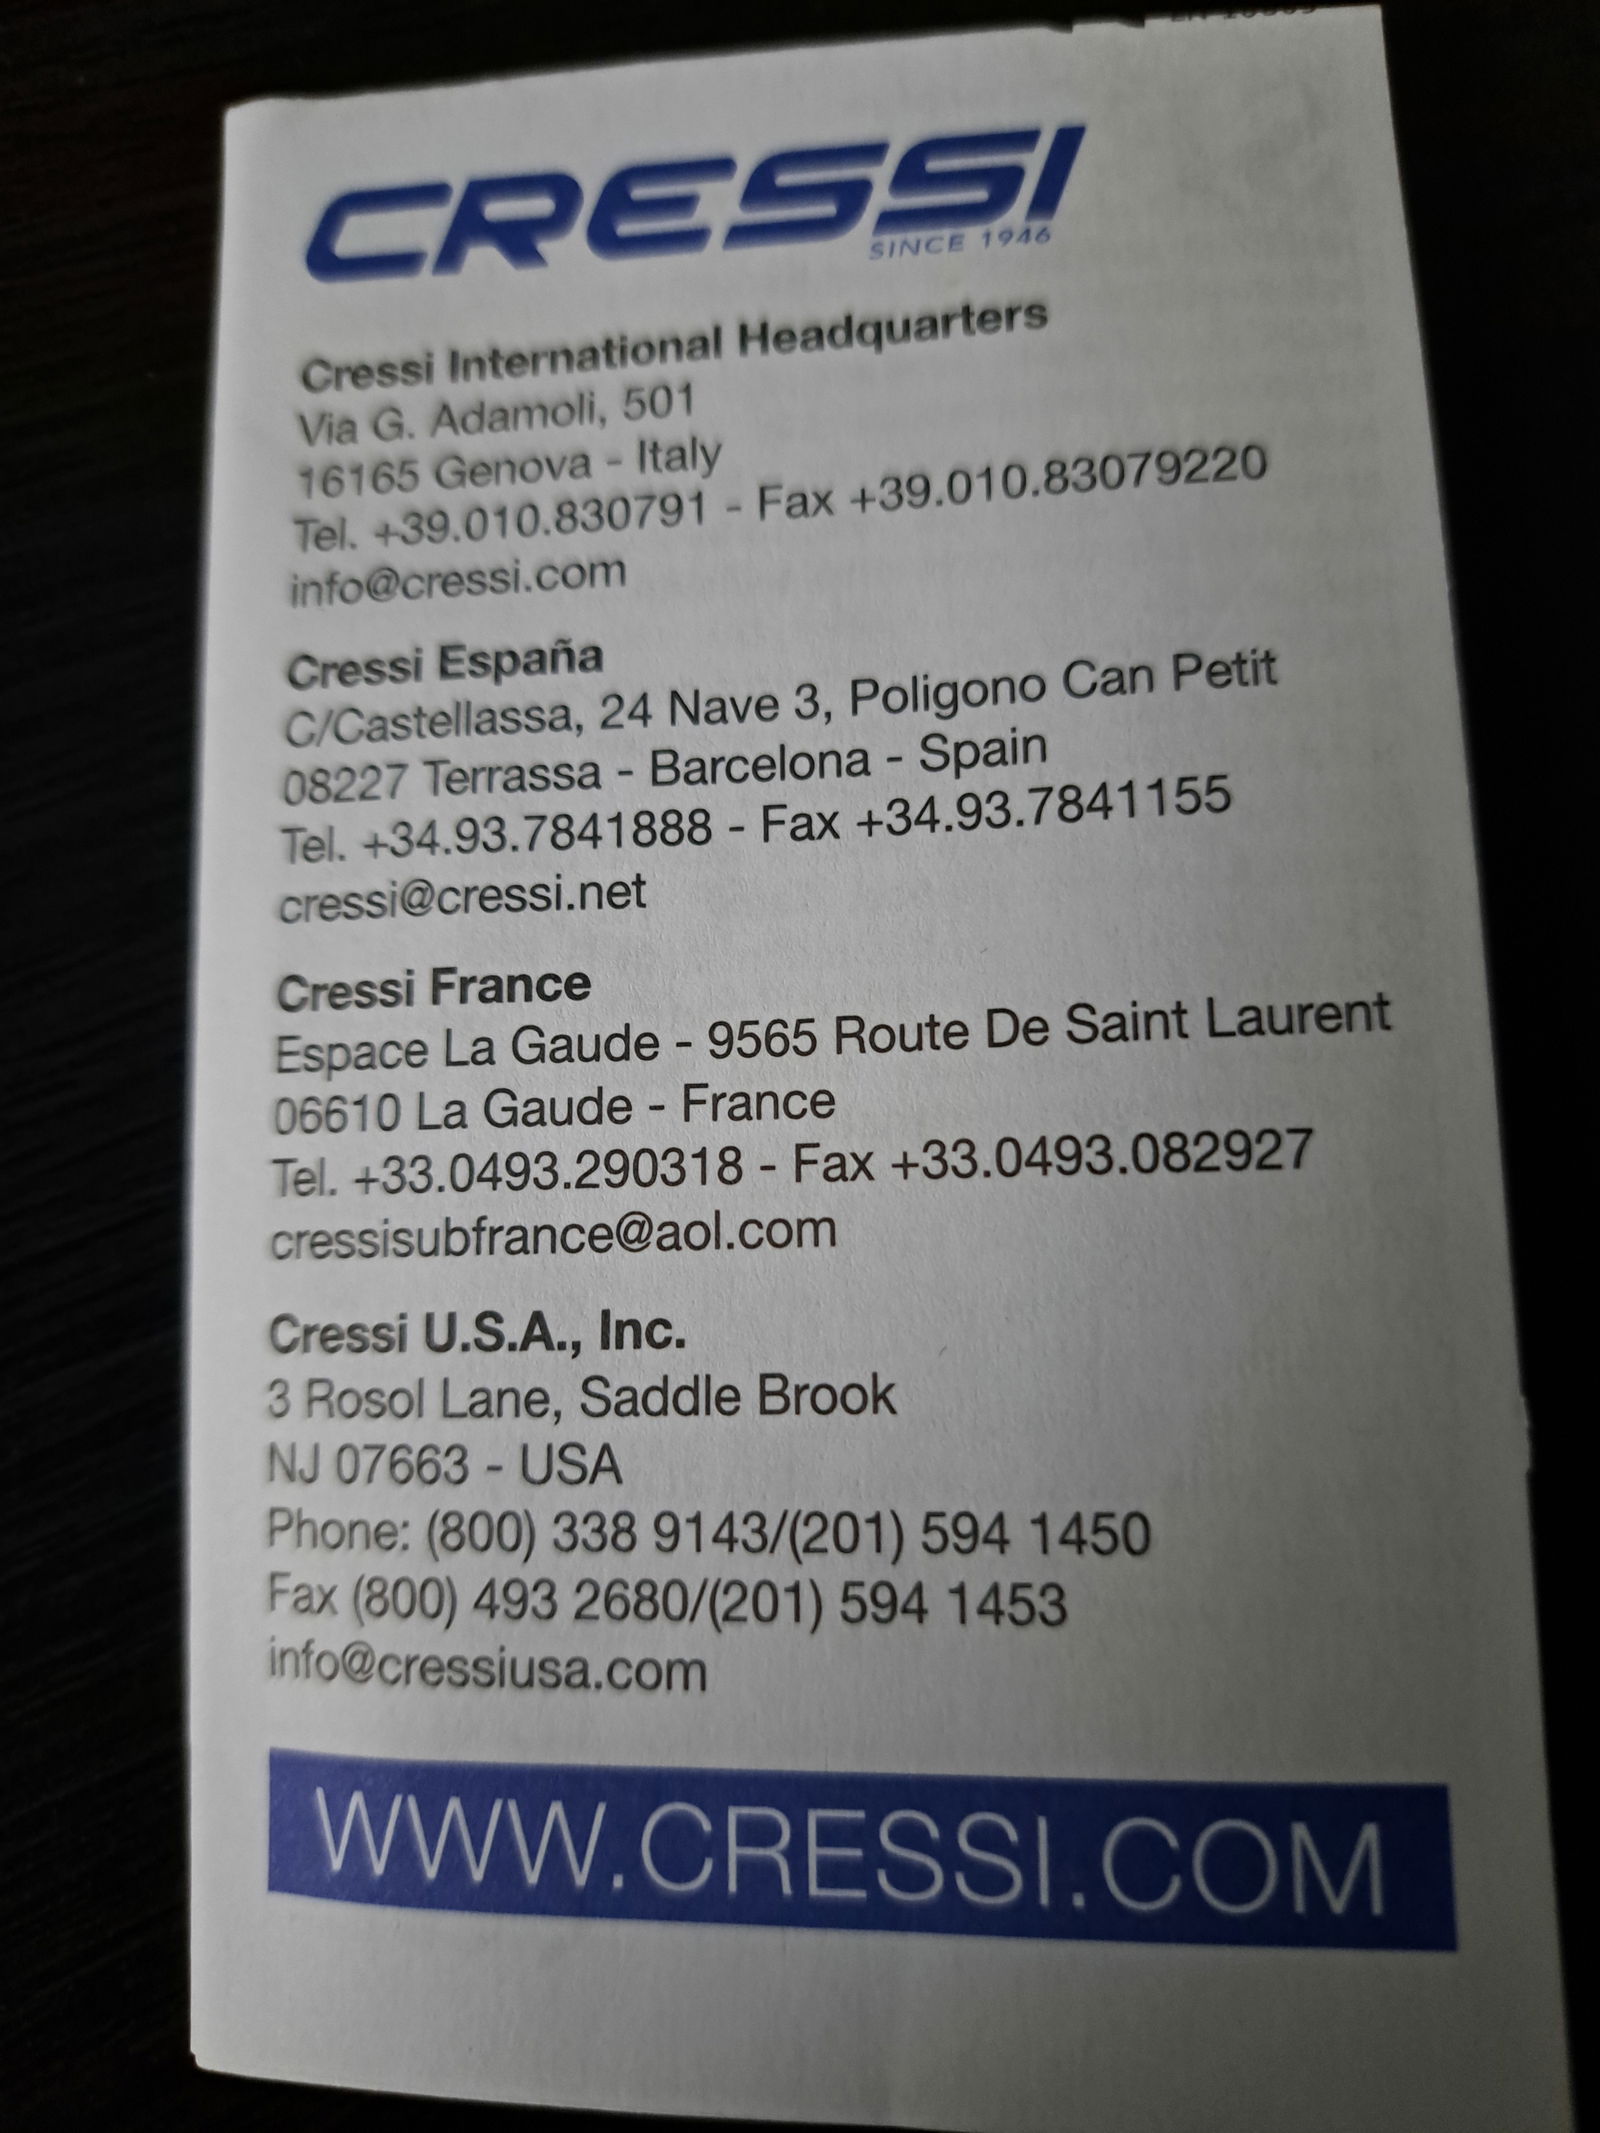 CRESSI
SINCE 1946
Cressi International Headquarters
Via G. Adamoli, 501
16165 Genova - Italy
Tel. +39.010.830791 - Fax +39.010.83079220
info@cressi.com
Cressi España
C/Castellassa, 24 Nave 3, Poligono Can Petit
08227 Terrassa - Barcelona - Spain
Tel. +34.93.7841888 - Fax +34.93.7841155
cressi@cressi.net
Cressi France
Espace La Gaude - 9565 Route De Saint Laurent
06610 La Gaude - France
Tel. +33.0493.290318 - Fax +33.0493.082927
cressisubfrance@aol.com
Cressi U.S.A., Inc.
3 Rosol Lane, Saddle Brook
NJ 07663 - USA
Phone: (800) 338 9143/(201) 594 1450
Fax (800) 493 2680/(201) 594 1453
info@cressiusa.com
WWW.CRESSI.COM